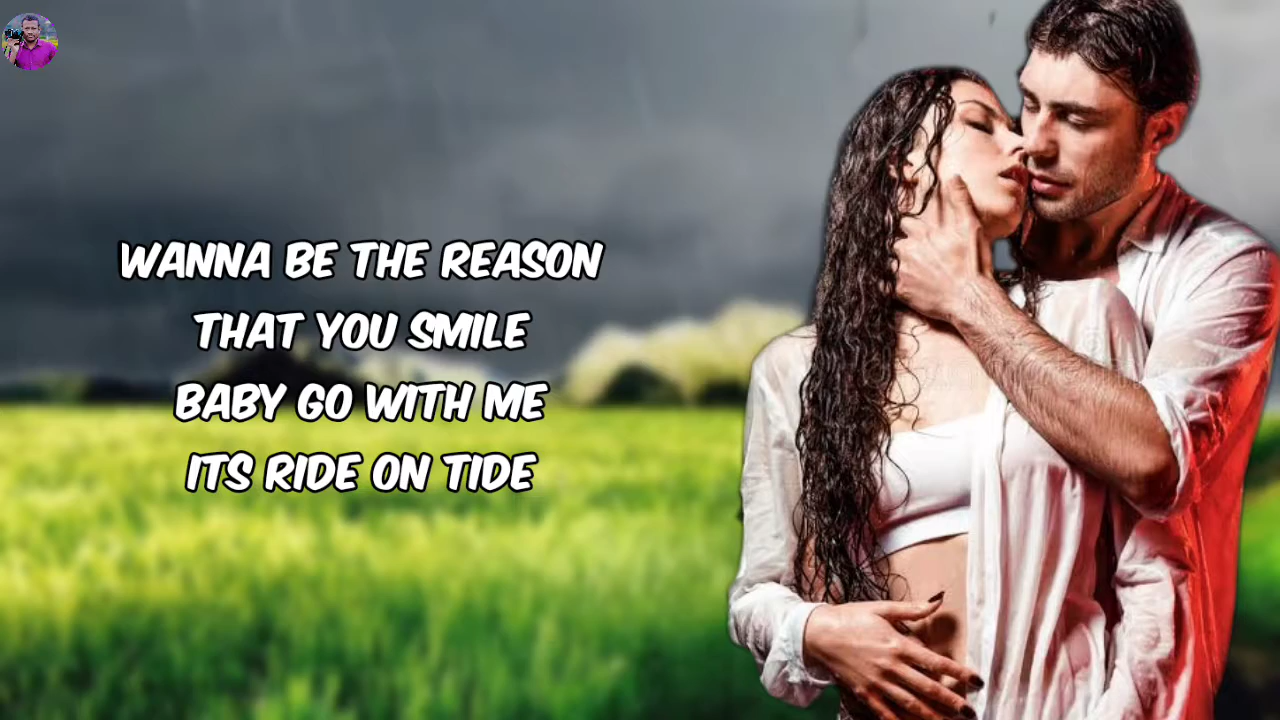 WANNA BE THE REASON
THAT YOU SMILE
BABY GO WITH ME
ITS RIDE ON TIDE